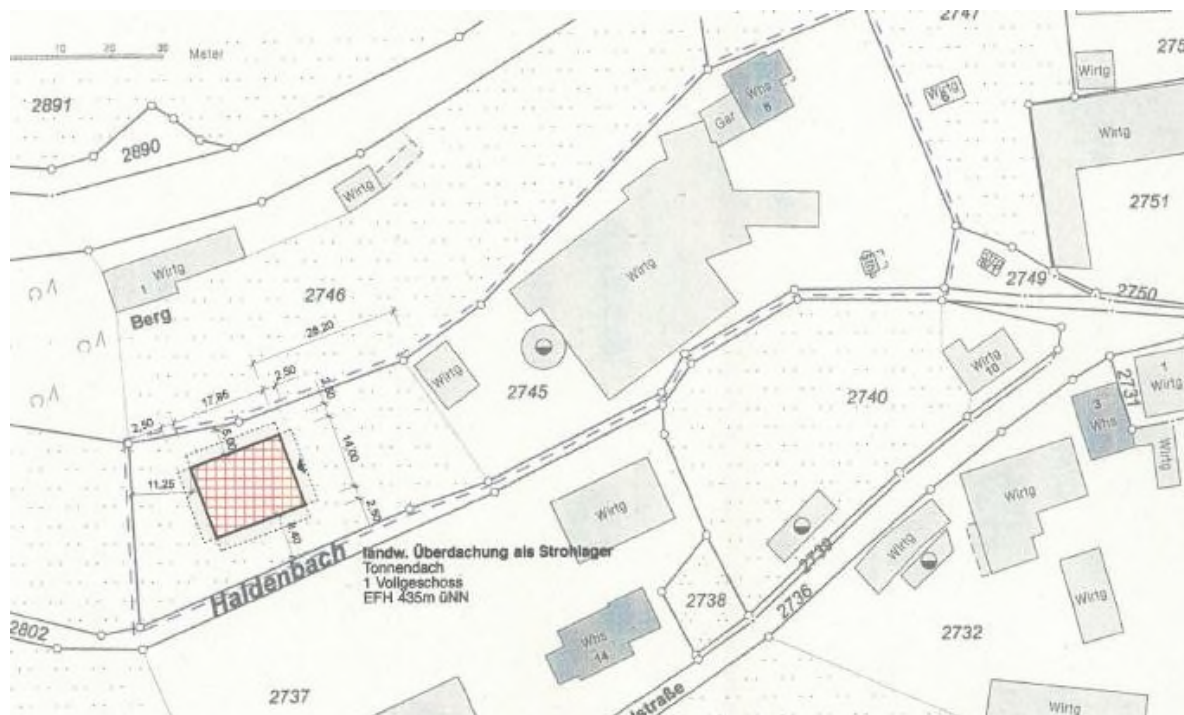 10 20 30 Meter
2891
2890
2747
Wirtg
Whs
8
Gar
Wirtg
6
Wirtg
2751
Wirtg
1 Wirtg
Berg
2746
Wirtg
2749
2750
28,20
2,50
17,95
2,50
14,00
2,50
11,25
Wirtg
2745
2740
Wirtg
10
2731
1
Wirtg
3
Whs
Wirtg
Wirtg
Wirtg
Wirtg
Wirtg
8,40
Haldenbach
landw. Überdachung als Strohlager
Tonnendach
1 Vollgeschoss
EFH 435m üNN
2739
2736
2738
2732
2802
Whs
14
2737
Wirtg